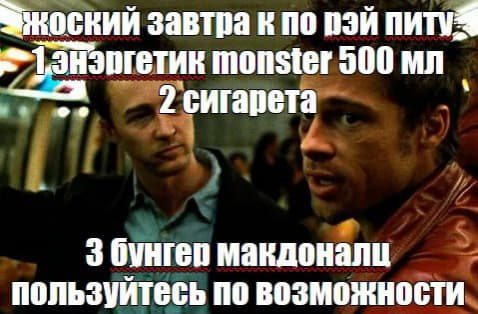 жоский завтра к по рэй питу
1 энэргетик monster 500 мл
2 сигарета
3 бунгер макдоналц
пользуйтесь по возможности